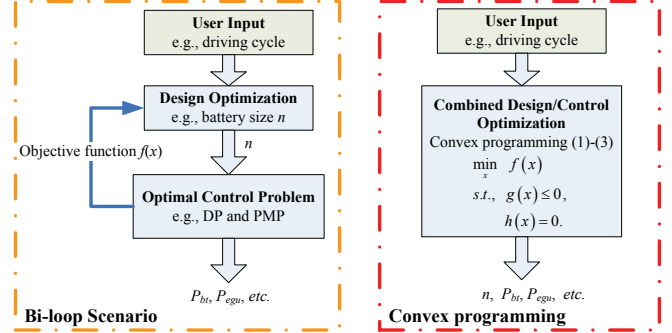 User Input
e.g., driving cycle
Design Optimization
e.g., battery size n
n
Objective function f(x)
Optimal Control Problem
e.g., DP and PMP
P_bt, P_egu, etc.
Bi-loop Scenario
User Input
e.g., driving cycle
Combined Design/Control
Optimization
Convex programming (1)-(3)
min f(x)
x
s.t., g(x) ≤ 0,
h(x) = 0.
n, P_bt, P_egu, etc.
Convex programming